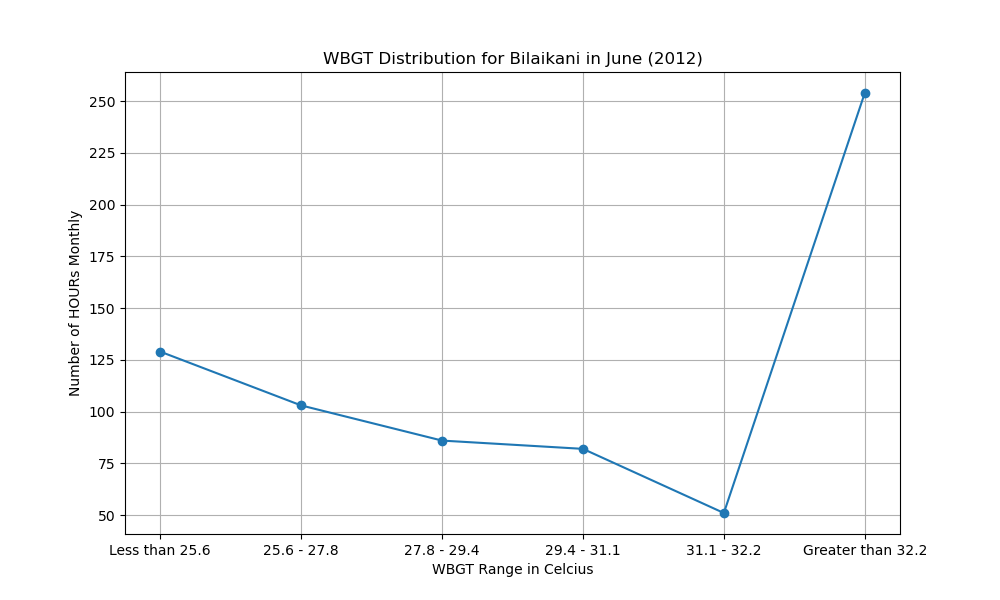 WBGT Distribution for Bilaikani in June (2012)
Number of HOURs Monthly
250
225
200
175
150
125
100
75
50
Less than 25.6
25.6 - 27.8
27.8 - 29.4
29.4 - 31.1
31.1 - 32.2
Greater than 32.2
WBGT Range in Celcius